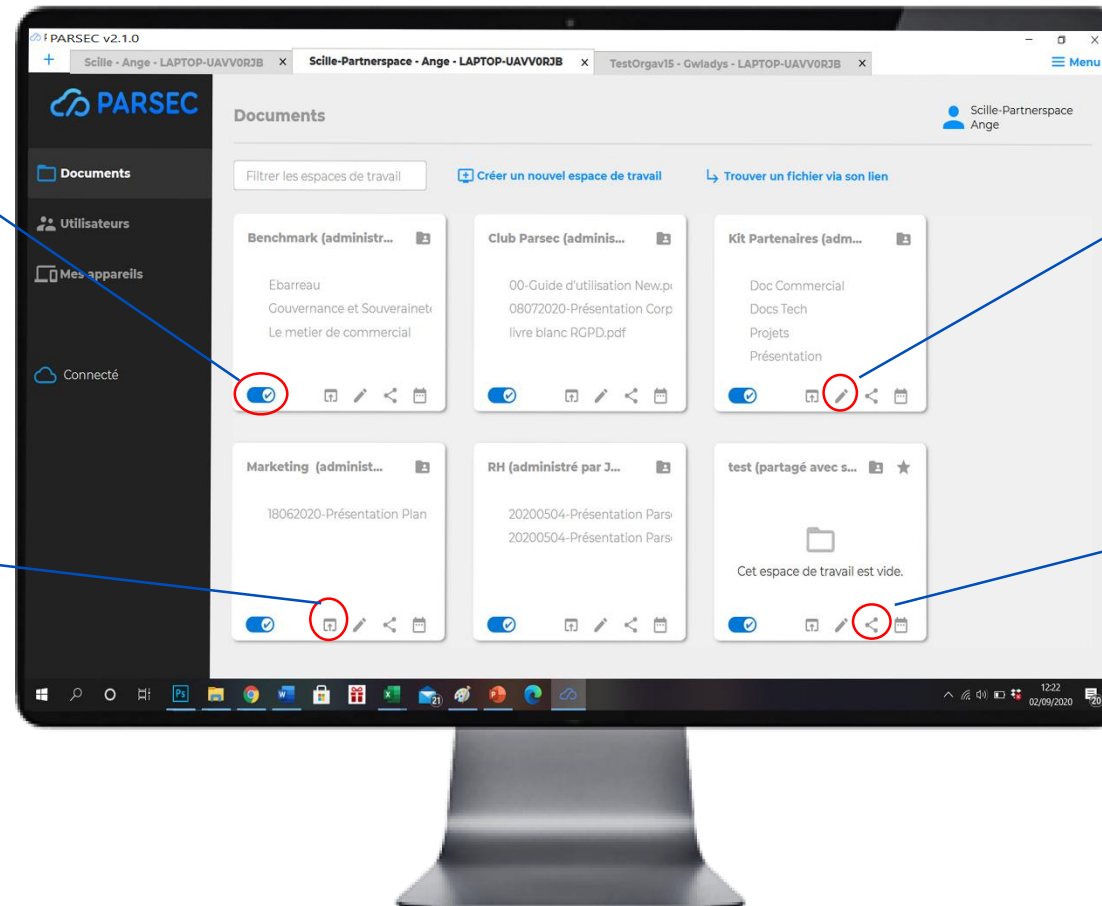 PARSEC v2.1.0
Scille - Ange - LAPTOP-UAVV0RJB X
Scille-Partnerspace - Ange - LAPTOP-UAVV0RJB X
TestOrgav15 - Gwladys - LAPTOP-UAVV0RJB X
Menu
PARSEC
Documents
Scille-Partnerspace
Ange
Documents
Utilisateurs
Mes appareils
Connecté
Filtrer les espaces de travail
Créer un nouvel espace de travail
Trouver un fichier via son lien
Benchmark (administr...
Ebarreau
Gouvernance et Souveraineté
Le metier de commercial
Club Parsec (adminis...
00-Guide d'utilisation New.p
08072020-Présentation Corp
livre blanc RGPD.pdf
Kit Partenaires (adm...
Doc Commercial
Docs Tech
Projets
Présentation
Marketing (administ...
18062020-Présentation Plan
RH (administré par J...
20200504-Présentation Pars
20200504-Présentation Pars
test (partagé avec s...
Cet espace de travail est vide.
Ps
21
12:22
02/09/2020
20